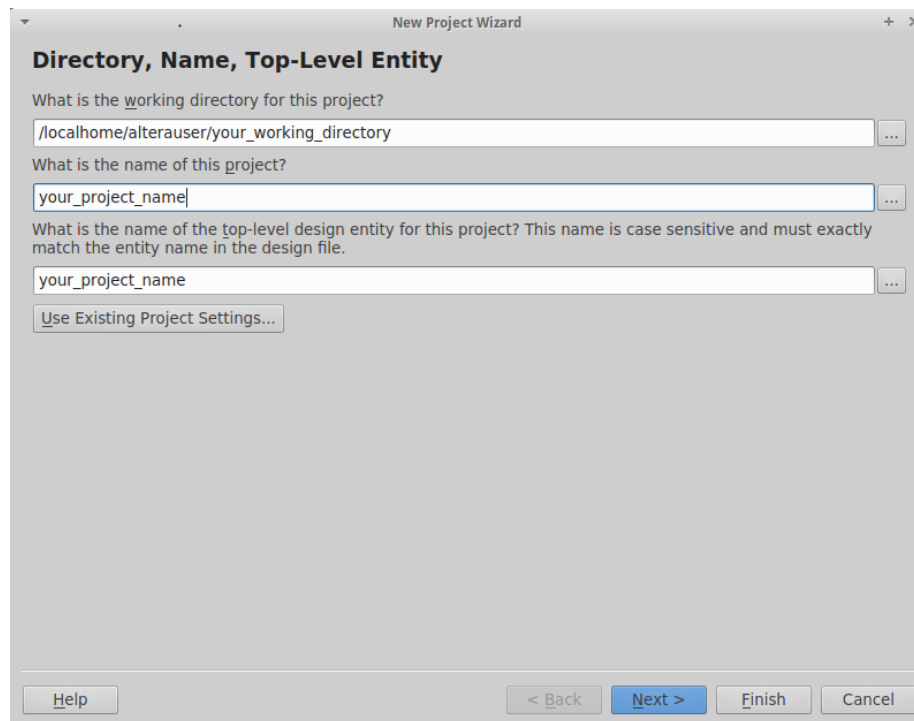 New Project Wizard
Directory, Name, Top-Level Entity
What is the working directory for this project?
/localhome/alterauser/your_working_directory
...
What is the name of this project?
your_project_name
...
What is the name of the top-level design entity for this project? This name is case sensitive and must exactly
match the entity name in the design file.
your_project_name
...
Use Existing Project Settings...
Help
< Back
Next >
Finish
Cancel